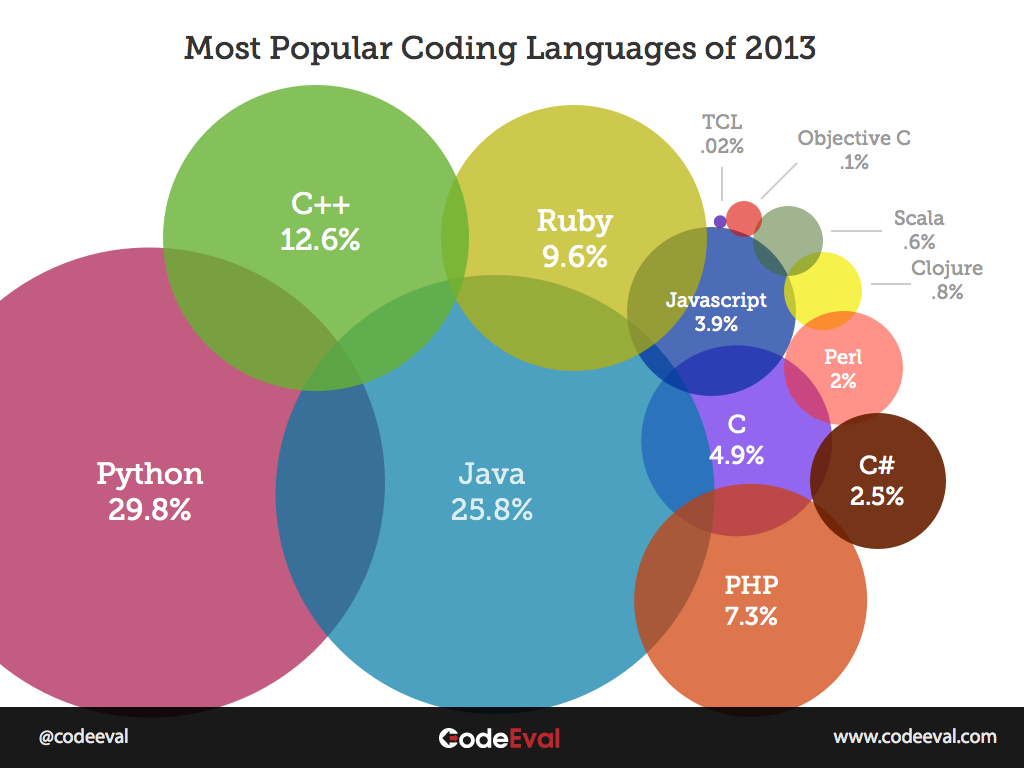 Most Popular Coding Languages of 2013
TCL
.02%
Objective C
.1%
C++
12.6%
Ruby
9.6%
Scala
.6%
Clojure
.8%
Javascript
3.9%
Perl
2%
C
4.9%
C#
2.5%
Python
29.8%
Java
25.8%
PHP
7.3%
@codeeval
CodeEval
www.codeeval.com